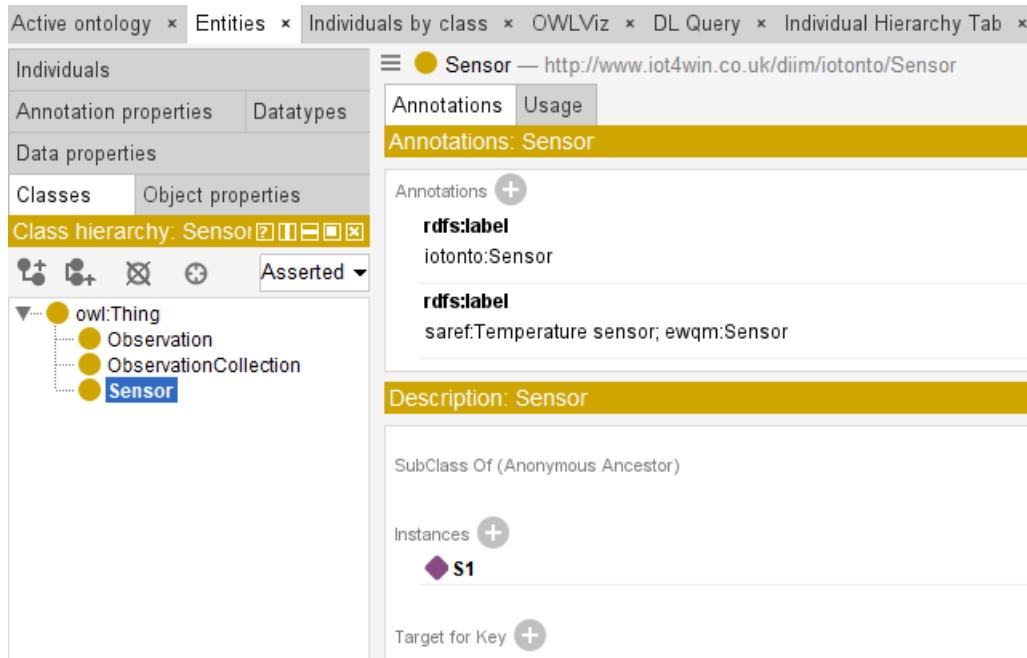 Active ontology × Entities × Individuals by class × OWLViz × DL Query × Individual Hierarchy Tab ×
Individuals
Annotation properties Datatypes
Data properties
Classes Object properties
Class hierarchy: Sensor
Asserted
owl:Thing
Observation
ObservationCollection
Sensor
Sensor — http://www.iot4win.co.uk/diim/iotonto/Sensor
Annotations Usage
Annotations: Sensor
Annotations
rdfs:label
iotonto:Sensor
rdfs:label
saref:Temperature sensor; ewqm:Sensor
Description: Sensor
SubClass Of (Anonymous Ancestor)
Instances
S1
Target for Key